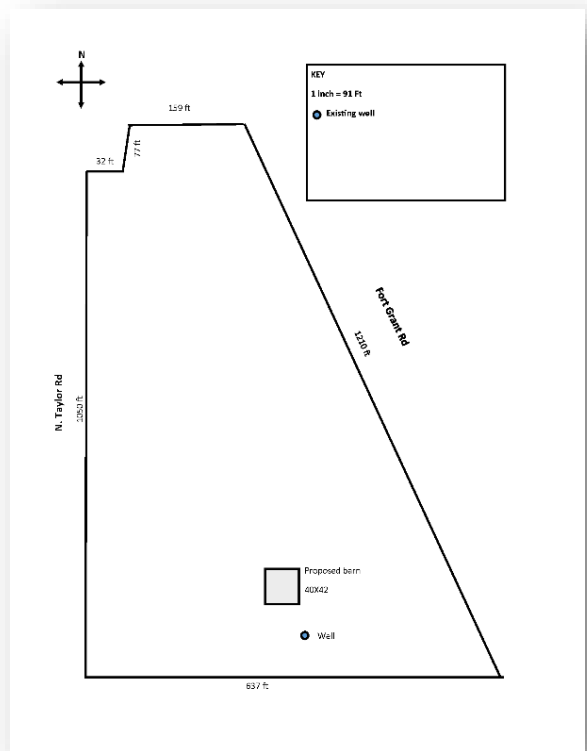 N
KEY
1 Inch = 91 Ft
Existing well
159 ft
32 ft
77 ft
Fort Grant Rd
1210 ft
N. Taylor Rd
1050 ft
Proposed barn
40X42
Well
637 ft